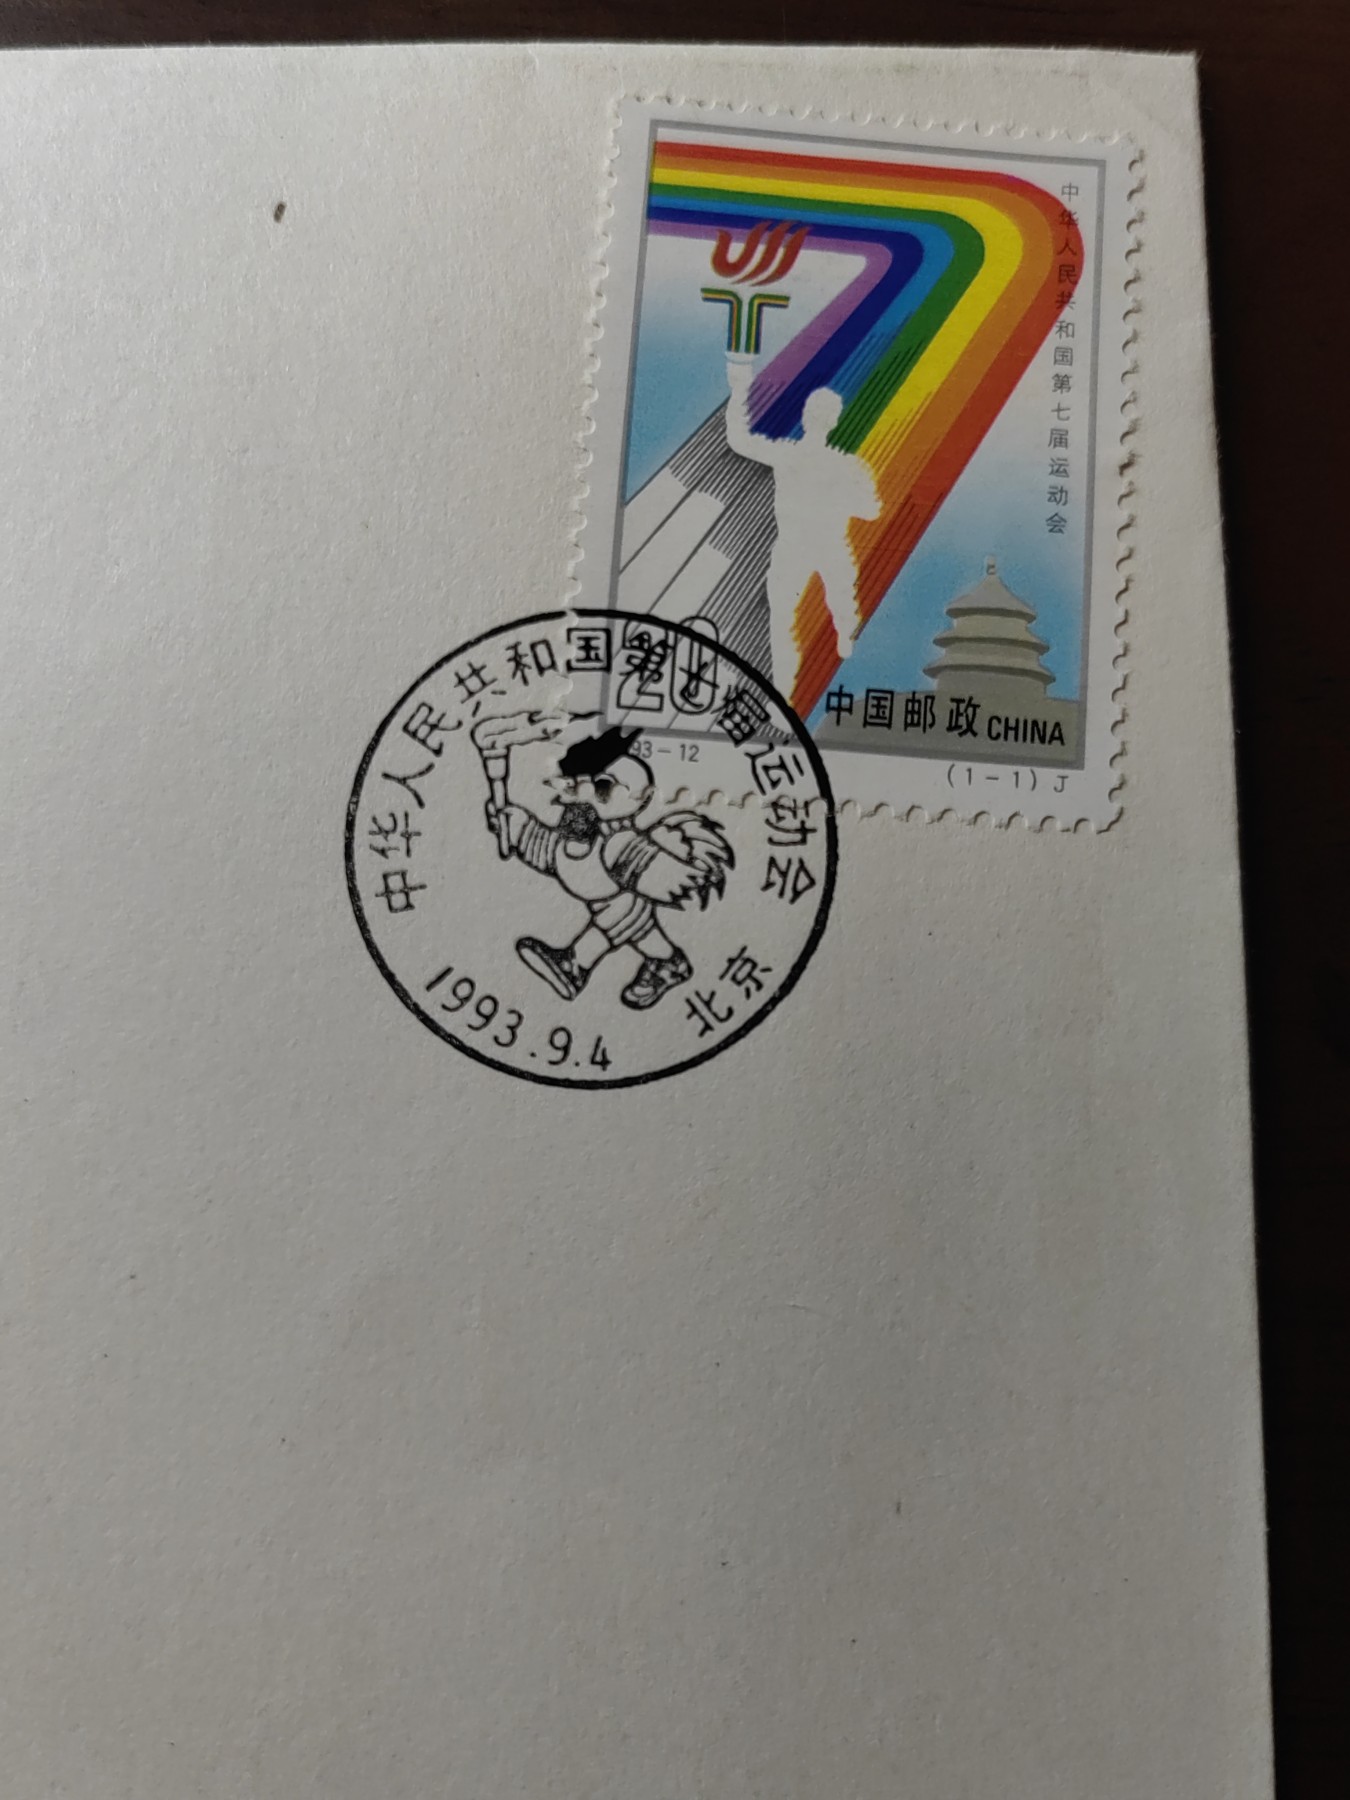 中华人民共和国第七届运动会
20
中国邮政 CHINA
93-12
(1-1) J
中华人民共和国第七届运动会
1993.9.4
北京